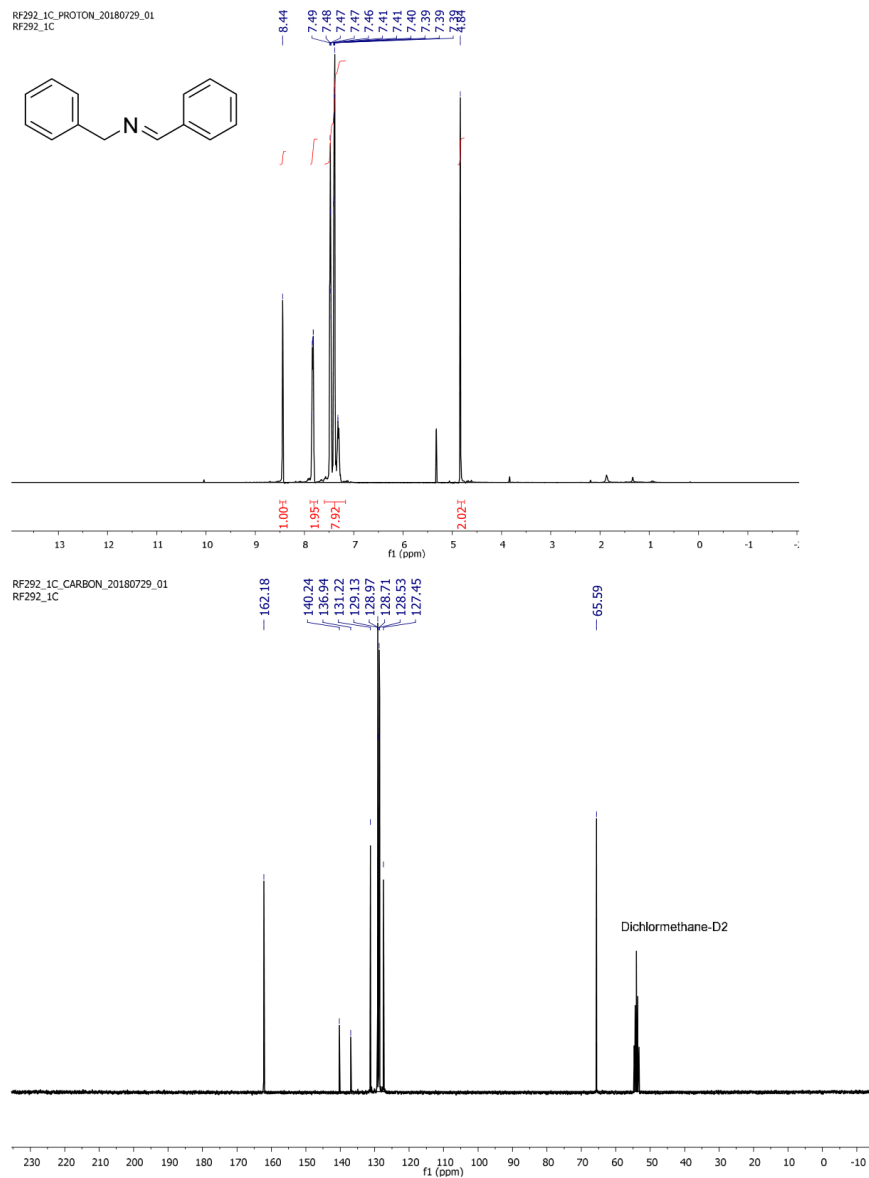 RF292_1C_PROTON_20180729_01
RF292_1C
8.44
7.49
7.48
7.47
7.47
7.46
7.41
7.41
7.40
7.39
7.39
7.39
4.84
N
1.00
1.95
7.92
2.02
13 12 11 10 9 8 7 6 5 4 3 2 1 0 -1 -2
f1 (ppm)
RF292_1C_CARBON_20180729_01
RF292_1C
162.18
140.24
136.94
131.22
129.13
128.97
128.71
128.53
127.45
65.59
Dichlormethane-D2
230 220 210 200 190 180 170 160 150 140 130 120 110 100 90 80 70 60 50 40 30 20 10 0 -10
f1 (ppm)